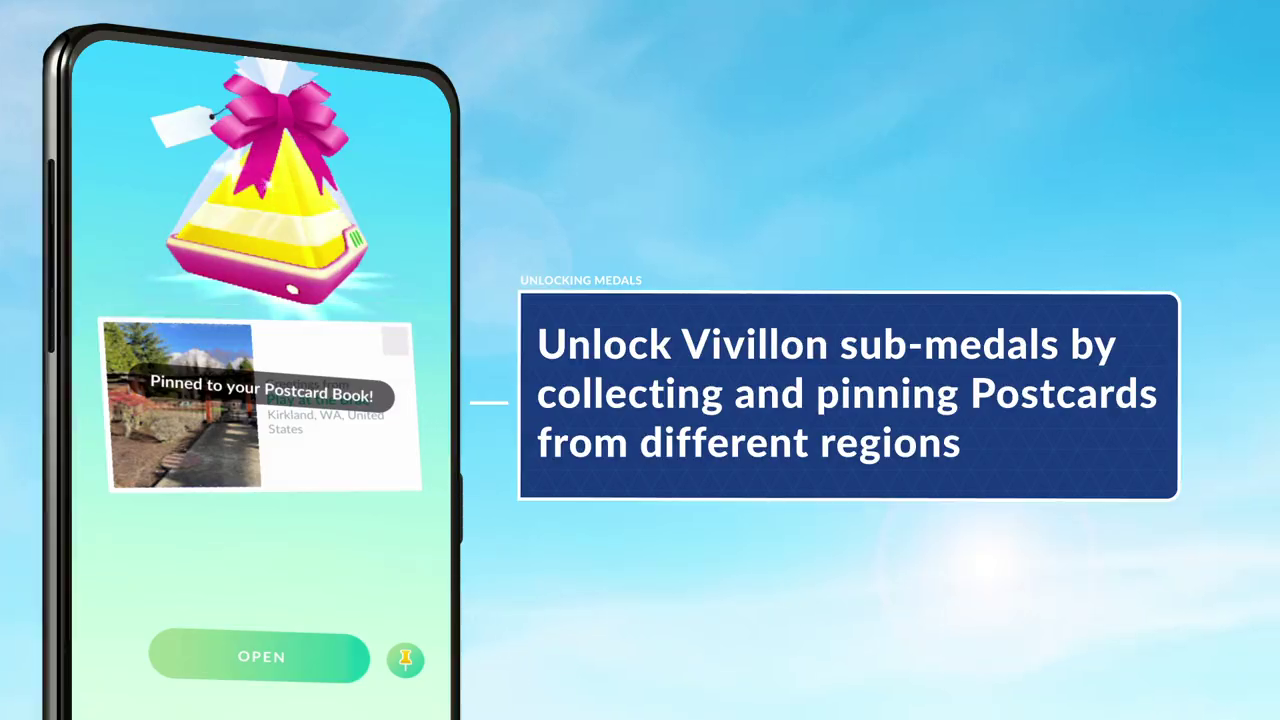 UNLOCKING MEDALS
Unlock Vivillon sub-medals by
collecting and pinning Postcards
from different regions
Pinned to your Postcard Book!
Kirkland, WA, United
States
OPEN